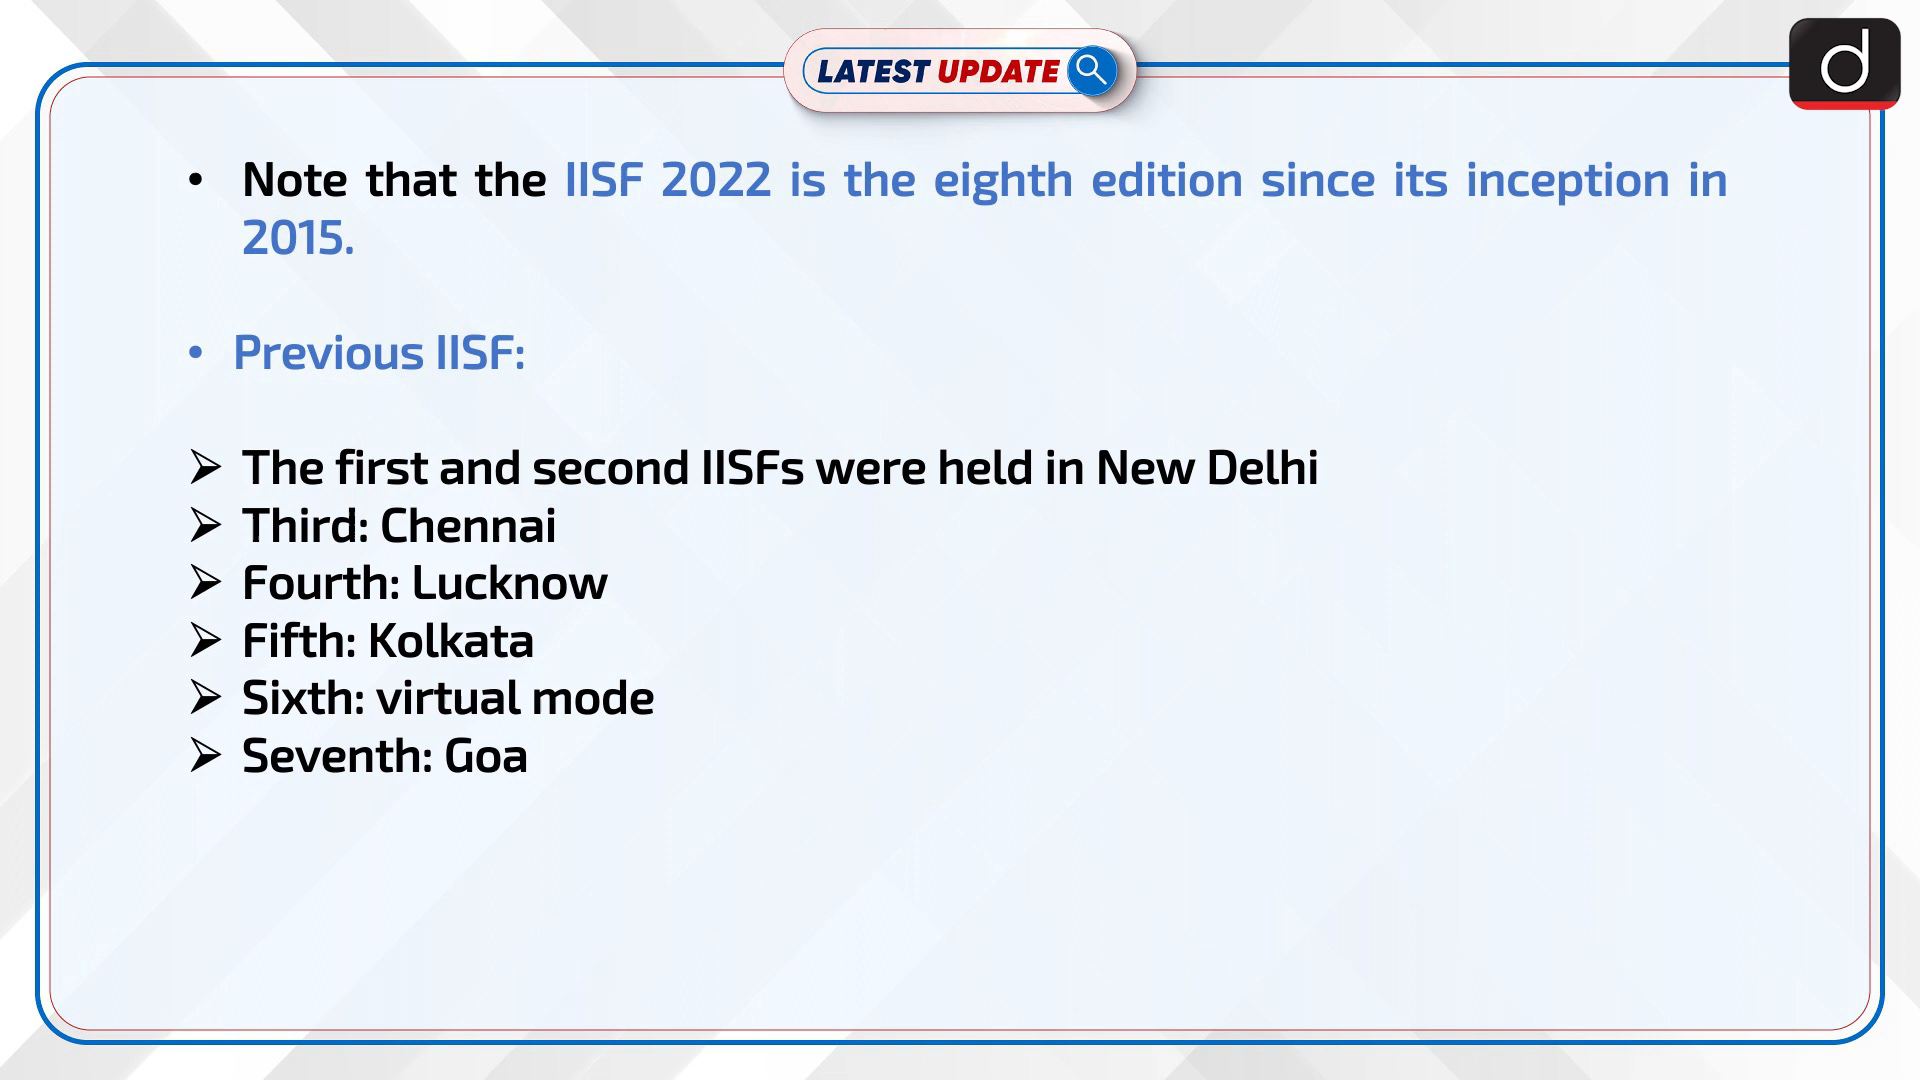 LATEST UPDATE
d
• Note that the IISF 2022 is the eighth edition since its inception in
2015.
• Previous IISF:
➢ The first and second IISFs were held in New Delhi
➢ Third: Chennai
➢ Fourth: Lucknow
➢ Fifth: Kolkata
➢ Sixth: virtual mode
➢ Seventh: Goa